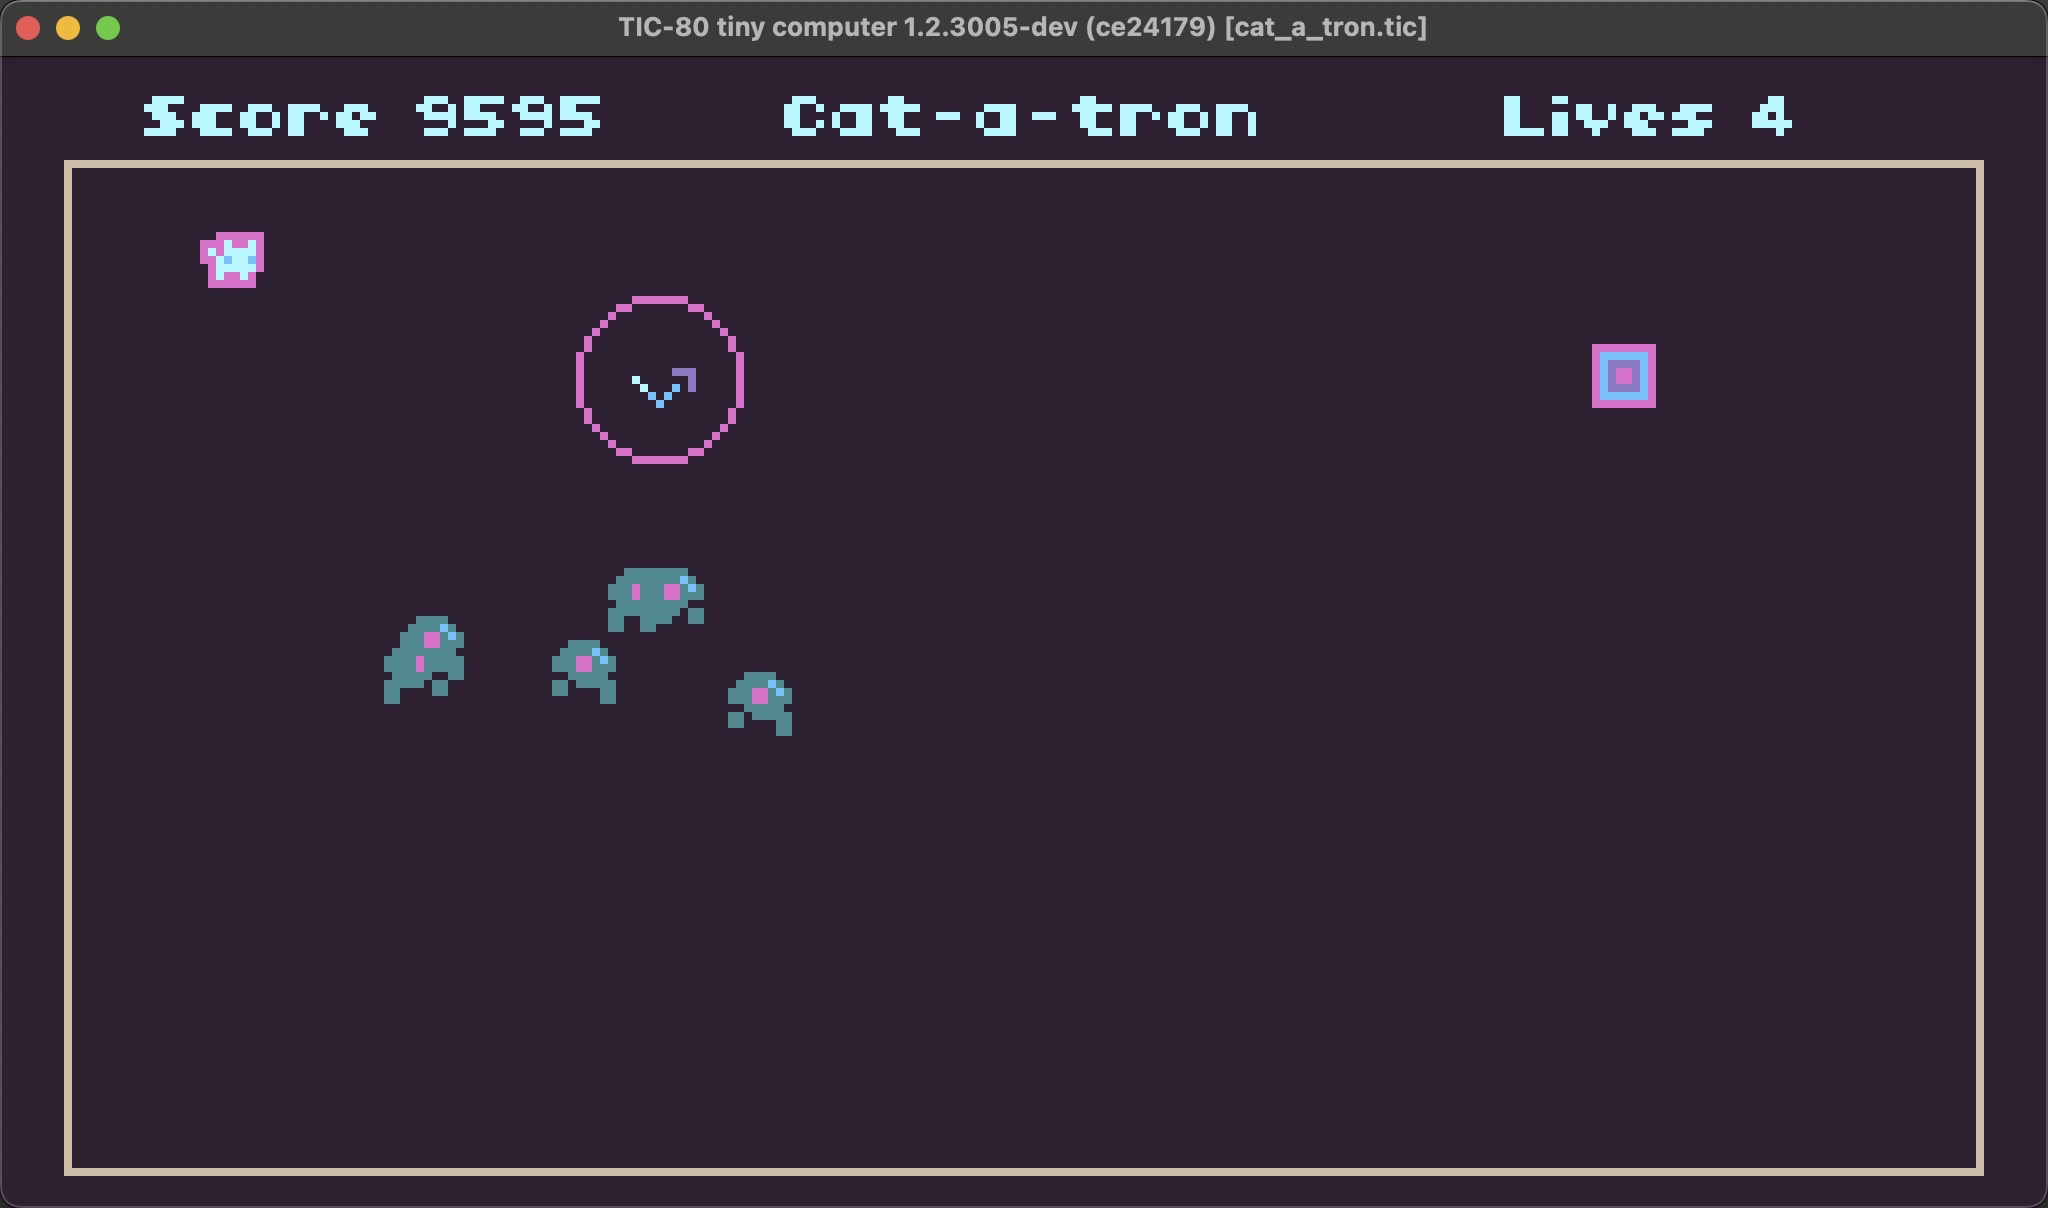 TIC-80 tiny computer 1.2.3005-dev (ce24179) [cat_a_tron.tic]
Score 9595 Cat-a-tron Lives 4